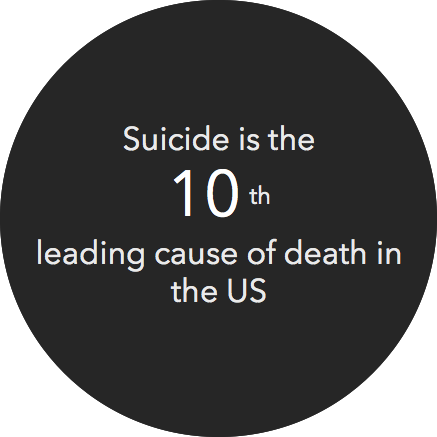 Suicide is the
10 th
leading cause of death in
the US